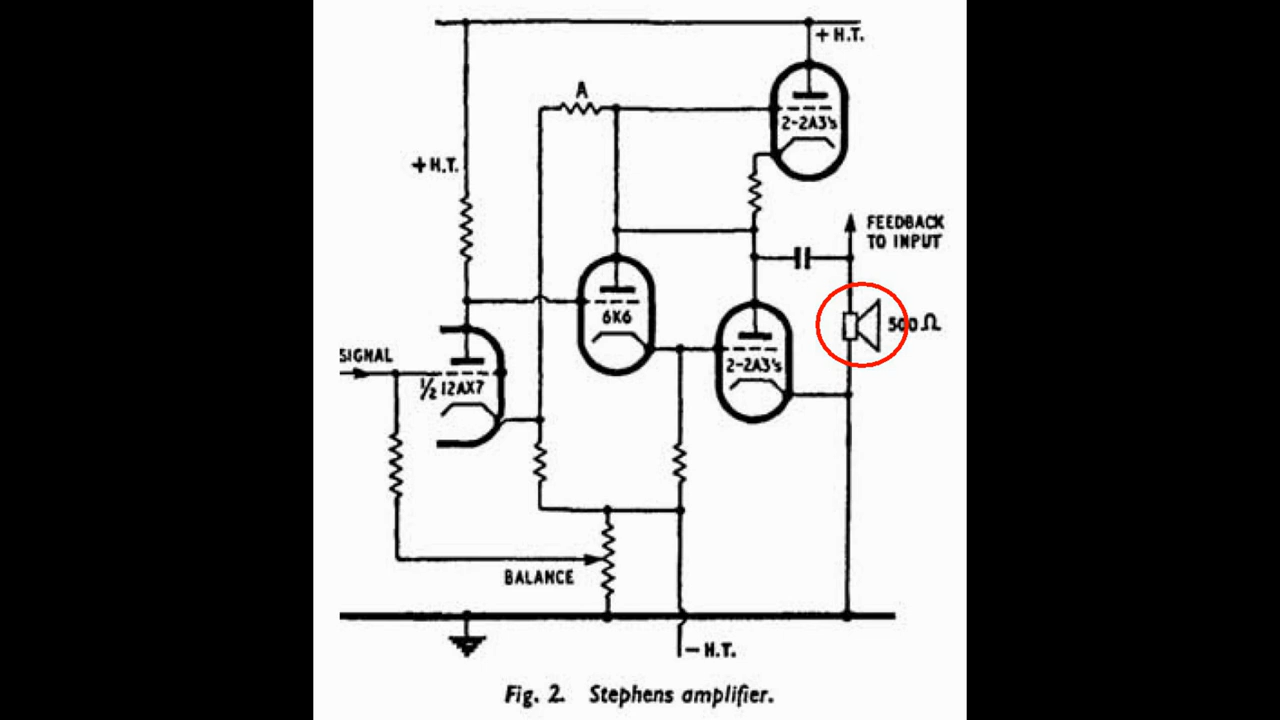 + H.T.
A
2-2A3's
+ H.T.
FEEDBACK
TO INPUT
6K6
500Ω
SIGNAL
2-2A3's
½ 12AX7
BALANCE
— H.T.
Fig. 2. Stephens amplifier.